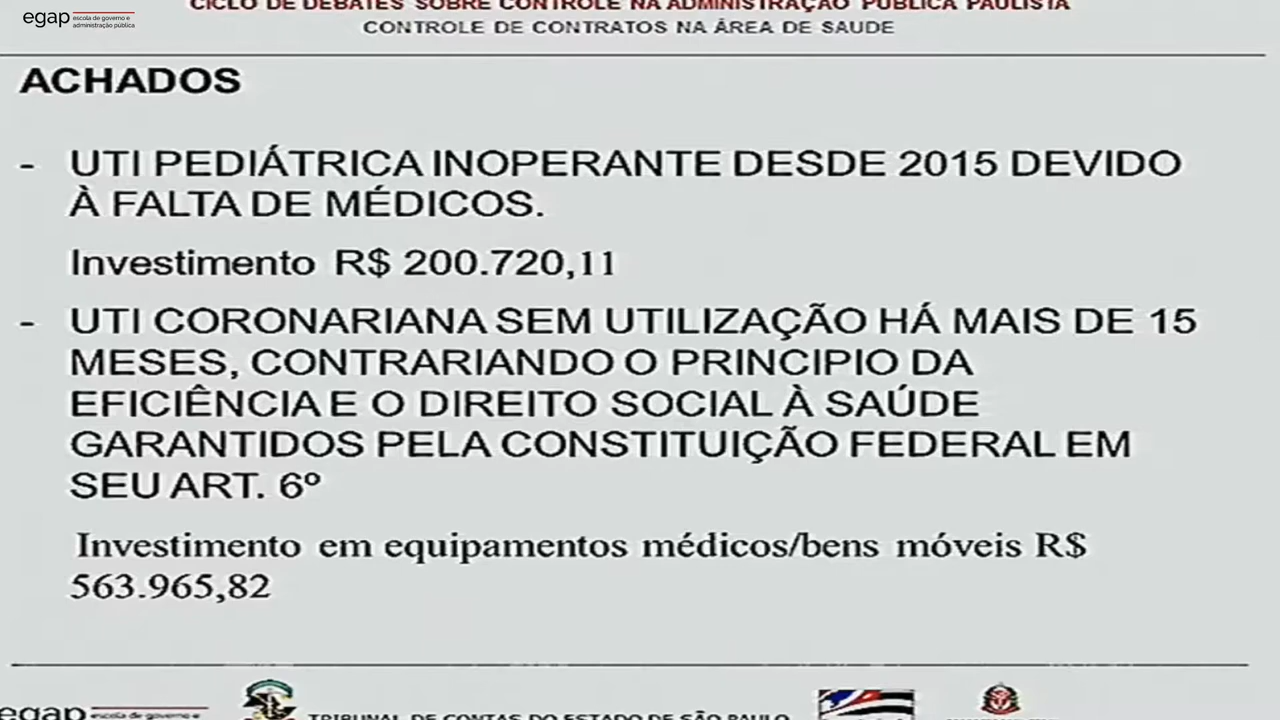 egap escola de governo e
administração pública
CICLO DE DEBATES SOBRE CONTROLE NA ADMINISTRAÇÃO PÚBLICA PAULISTA
CONTROLE DE CONTRATOS NA ÁREA DE SAUDE
ACHADOS
- UTI PEDIÁTRICA INOPERANTE DESDE 2015 DEVIDO
À FALTA DE MÉDICOS.
Investimento R$ 200.720,11
- UTI CORONARIANA SEM UTILIZAÇÃO HÁ MAIS DE 15
MESES, CONTRARIANDO O PRINCIPIO DA
EFICIÊNCIA E O DIREITO SOCIAL À SAÚDE
GARANTIDOS PELA CONSTITUIÇÃO FEDERAL EM
SEU ART. 6º
Investimento em equipamentos médicos/bens móveis R$
563.965,82
egap escola de governo e
TRIBUNAL DE CONTAS DO ESTADO DE SÃO PAULO